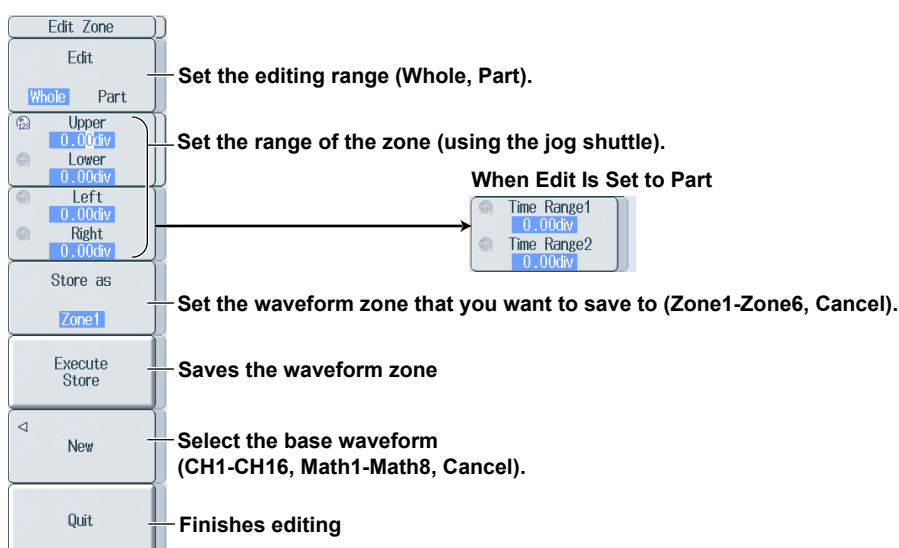 Edit Zone
Edit
Whole Part
Set the editing range (Whole, Part).
123
Upper
0.00div
Lower
0.00div
Set the range of the zone (using the jog shuttle).
Left
0.00div
Right
0.00div
When Edit Is Set to Part
Time Range1
0.00div
Time Range2
0.00div
Store as
Zone1
Set the waveform zone that you want to save to (Zone1-Zone6, Cancel).
Execute
Store
Saves the waveform zone
New
Select the base waveform
(CH1-CH16, Math1-Math8, Cancel).
Quit
Finishes editing